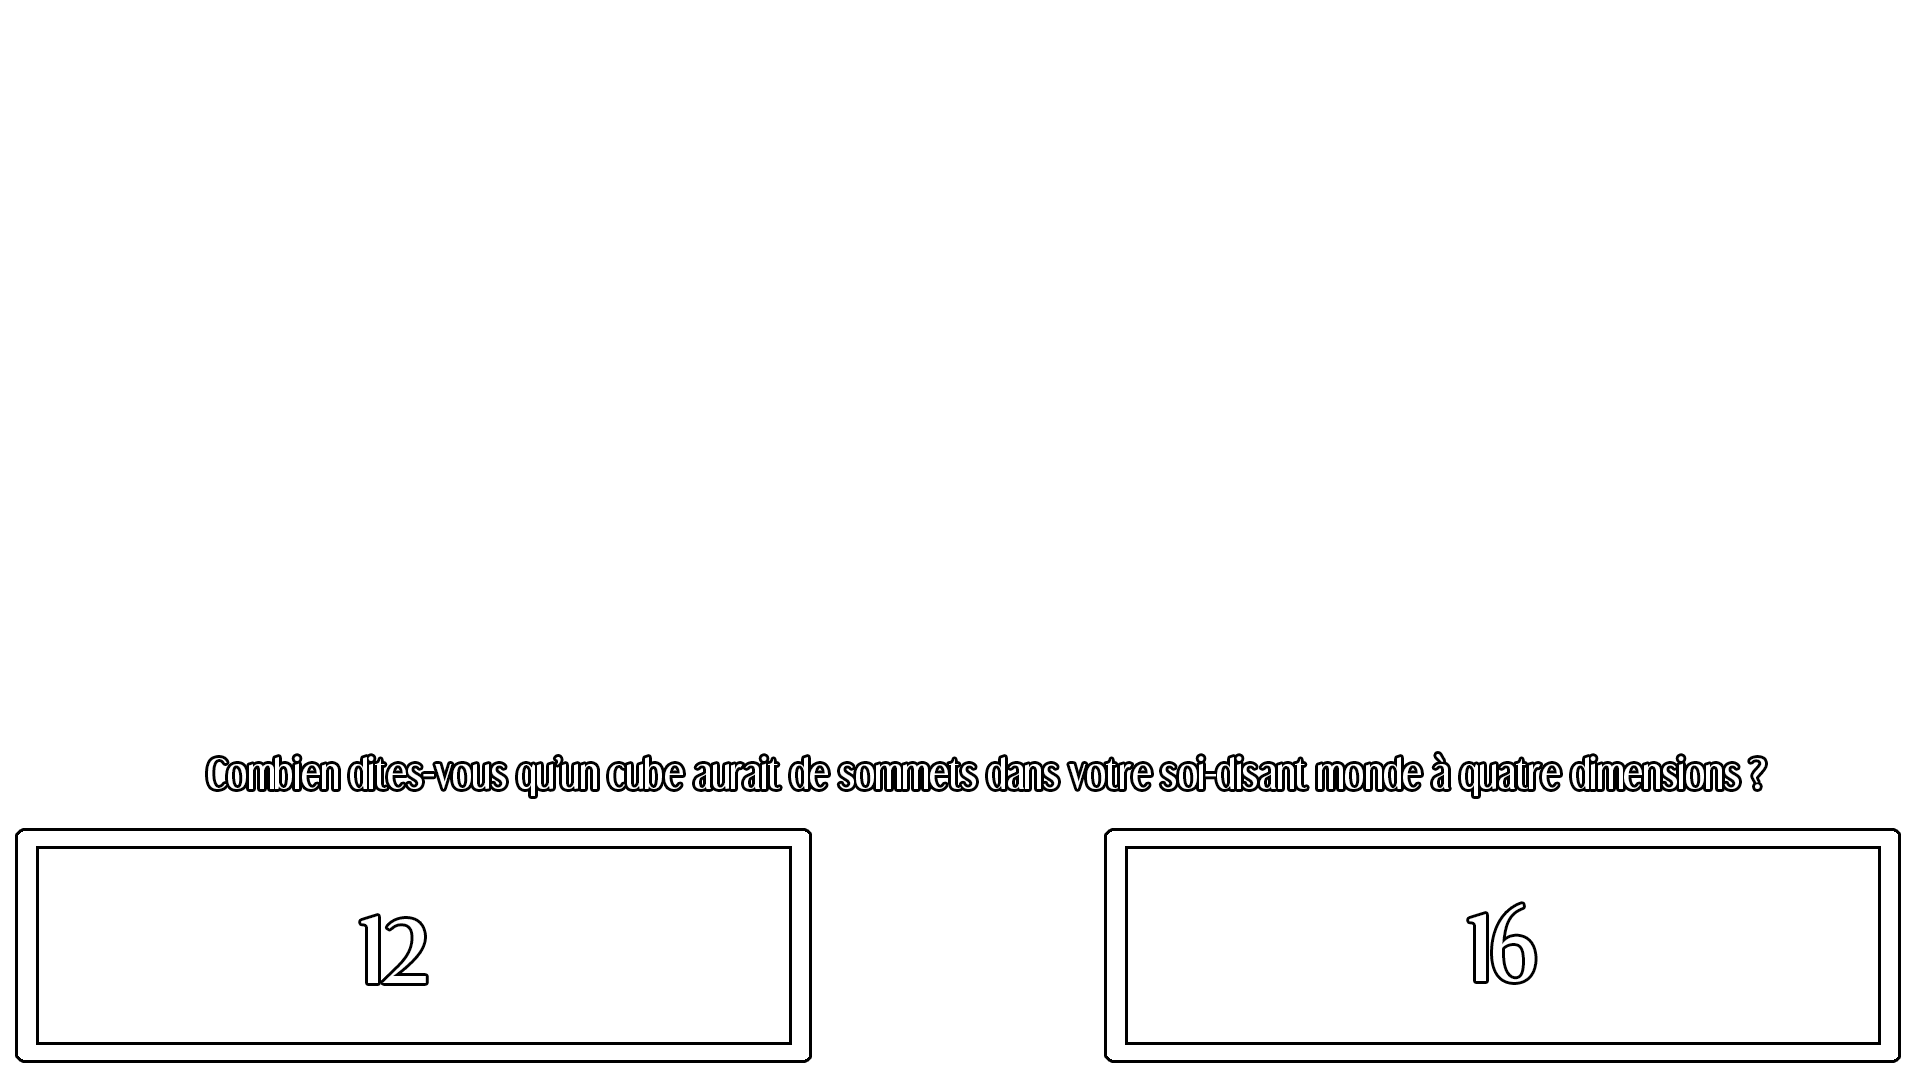 Combien dites-vous qu'un cube aurait de sommets dans votre soi-disant monde à quatre dimensions ?
12
16